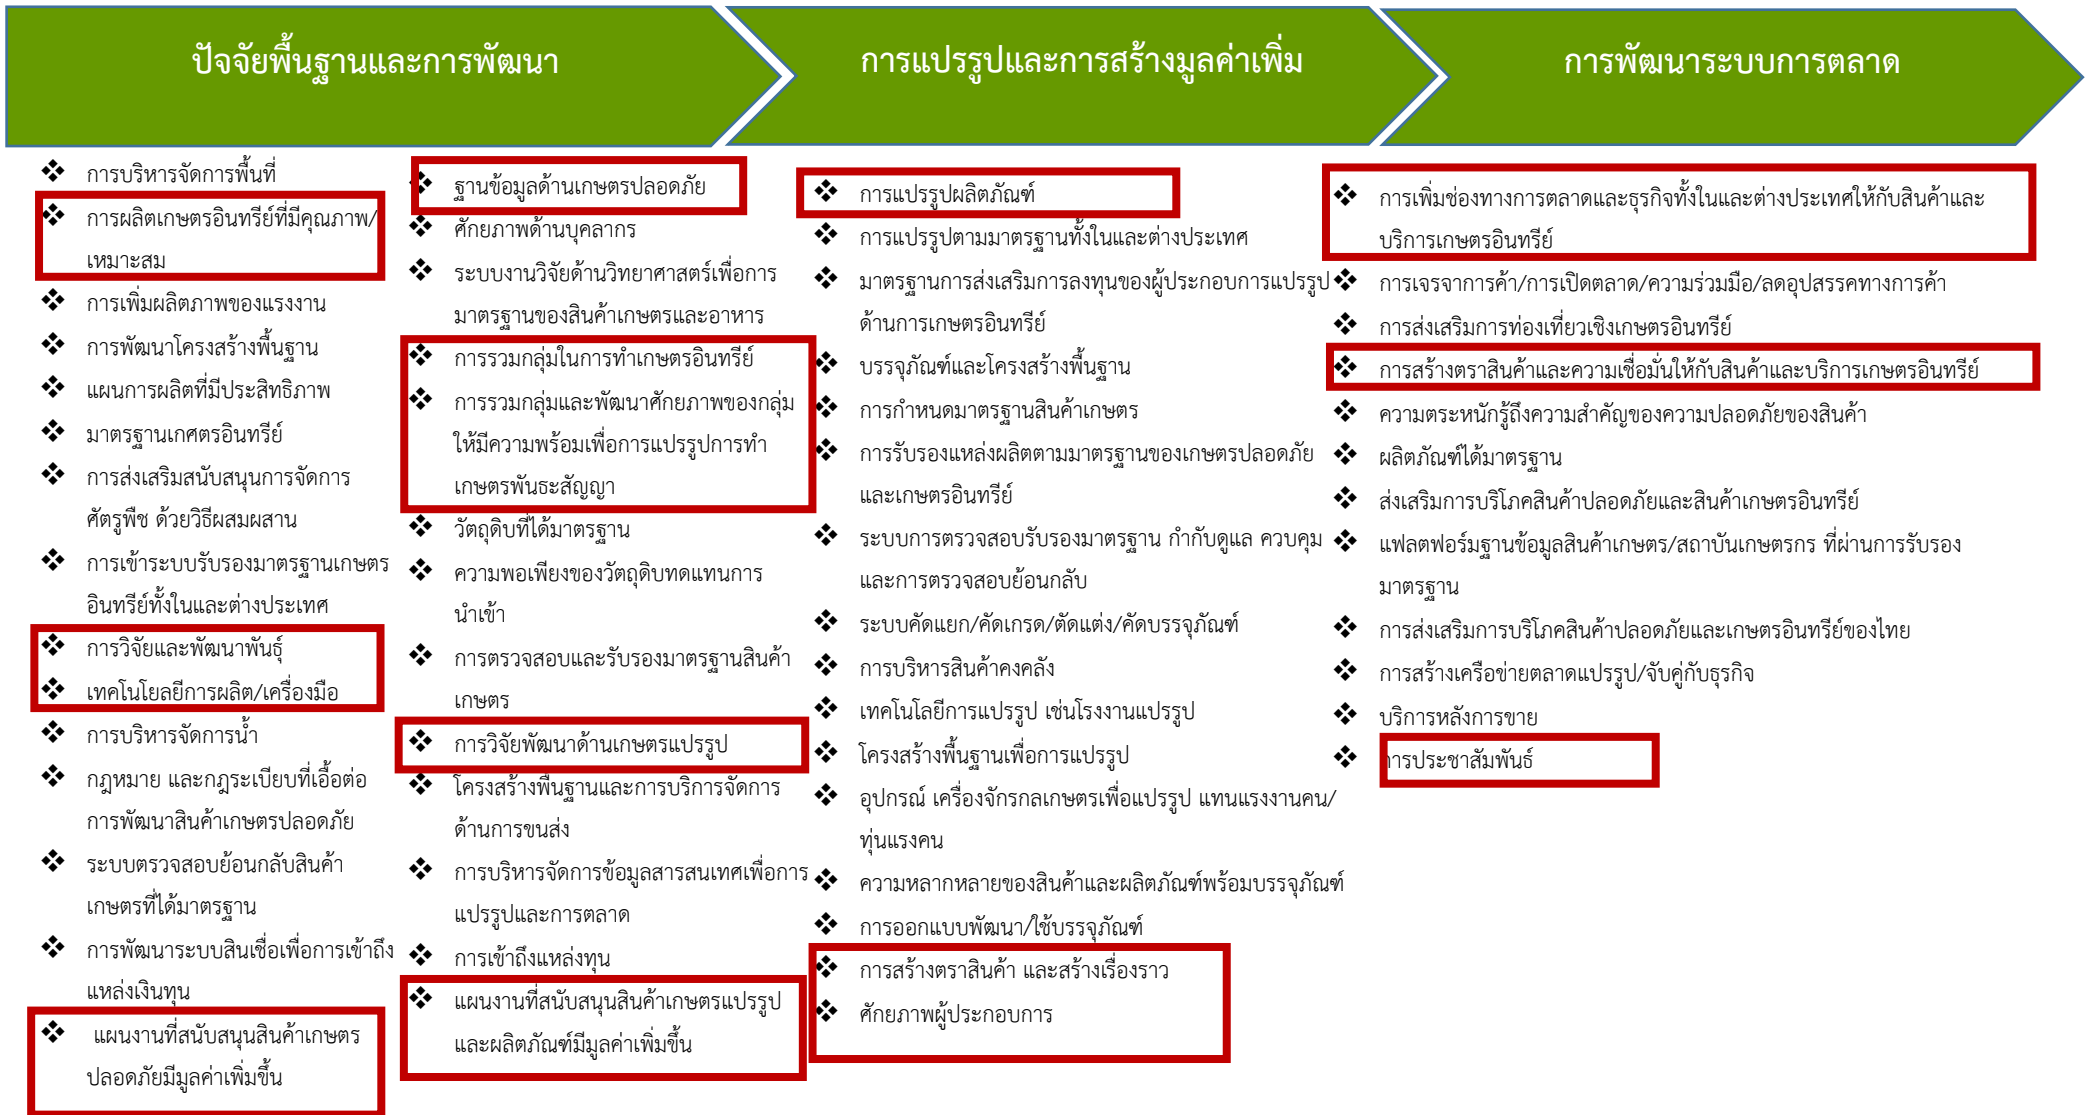 ปัจจัยพื้นฐานและการพัฒนา
การแปรรูปและการสร้างมูลค่าเพิ่ม
การพัฒนาระบบการตลาด
❖ การบริหารจัดการพื้นที่
❖ การผลิตเกษตรอินทรีย์ที่มีคุณภาพ/
เหมาะสม
❖ การเพิ่มผลิตภาพของแรงงาน
❖ การพัฒนาโครงสร้างพื้นฐาน
❖ แผนการผลิตที่มีประสิทธิภาพ
❖ มาตรฐานเกศตรอินทรีย์
❖ การส่งเสริมสนับสนุนการจัดการ
ศัตรูพืช ด้วยวิธีผสมผสาน
❖ การเข้าระบบรับรองมาตรฐานเกษตร
อินทรีย์ทั้งในและต่างประเทศ
❖ การวิจัยและพัฒนาพันธุ์
❖ เทคโนโยลยีการผลิต/เครื่องมือ
❖ การบริหารจัดการน้ำ
❖ กฎหมาย และกฎระเบียบที่เอื้อต่อ
การพัฒนาสินค้าเกษตรปลอดภัย
❖ ระบบตรวจสอบย้อนกลับสินค้า
เกษตรที่ได้มาตรฐาน
❖ การพัฒนาระบบสินเชื่อเพื่อการเข้าถึง
แหล่งเงินทุน
❖ แผนงานที่สนับสนุนสินค้าเกษตร
ปลอดภัยมีมูลค่าเพิ่มขึ้น
❖ ฐานข้อมูลด้านเกษตรปลอดภัย
❖ ศักยภาพด้านบุคลากร
❖ ระบบงานวิจัยด้านวิทยาศาสตร์เพื่อการ
มาตรฐานของสินค้าเกษตรและอาหาร
❖ การรวมกลุ่มในการทำเกษตรอินทรีย์
❖ การรวมกลุ่มและพัฒนาศักยภาพของกลุ่ม
ให้มีความพร้อมเพื่อการแปรรูปการทำ
เกษตรพันธะสัญญา
❖ วัตถุดิบที่ได้มาตรฐาน
❖ ความพอเพียงของวัตถุดิบทดแทนการ
นำเข้า
❖ การตรวจสอบและรับรองมาตรฐานสินค้า
เกษตร
❖ การวิจัยพัฒนาด้านเกษตรแปรรูป
❖ โครงสร้างพื้นฐานและการบริการจัดการ
ด้านการขนส่ง
❖ การบริหารจัดการข้อมูลสารสนเทศเพื่อการ
แปรรูปและการตลาด
❖ การเข้าถึงแหล่งทุน
❖ แผนงานที่สนับสนุนสินค้าเกษตรแปรรูป
และผลิตภัณฑ์มีมูลค่าเพิ่มขึ้น
❖ การแปรรูปผลิตภัณฑ์
❖ การแปรรูปตามมาตรฐานทั้งในและต่างประเทศ
❖ มาตรฐานการส่งเสริมการลงทุนของผู้ประกอบการแปรรูป
ด้านการเกษตรอินทรีย์
❖ บรรจุภัณฑ์และโครงสร้างพื้นฐาน
❖ การกำหนดมาตรฐานสินค้าเกษตร
❖ การรับรองแหล่งผลิตตามมาตรฐานของเกษตรปลอดภัย
และเกษตรอินทรีย์
❖ ระบบการตรวจสอบรับรองมาตรฐาน กำกับดูแล ควบคุม
และการตรวจสอบย้อนกลับ
❖ ระบบคัดแยก/คัดเกรด/ตัดแต่ง/คัดบรรจุภัณฑ์
❖ การบริหารสินค้าคงคลัง
❖ เทคโนโลยีการแปรรูป เช่นโรงงานแปรรูป
❖ โครงสร้างพื้นฐานเพื่อการแปรรูป
❖ อุปกรณ์ เครื่องจักรกลเกษตรเพื่อแปรรูป แทนแรงงานคน/
ทุ่นแรงคน
❖ ความหลากหลายของสินค้าและผลิตภัณฑ์พร้อมบรรจุภัณฑ์
❖ การออกแบบพัฒนา/ใช้บรรจุภัณฑ์
❖ การสร้างตราสินค้า และสร้างเรื่องราว
❖ ศักยภาพผู้ประกอบการ
❖ การเพิ่มช่องทางการตลาดและธุรกิจทั้งในและต่างประเทศให้กับสินค้าและ
บริการเกษตรอินทรีย์
❖ การเจรจาการค้า/การเปิดตลาด/ความร่วมมือ/ลดอุปสรรคทางการค้า
❖ การส่งเสริมการท่องเที่ยวเชิงเกษตรอินทรีย์
❖ การสร้างตราสินค้าและความเชื่อมั่นให้กับสินค้าและบริการเกษตรอินทรีย์
❖ ความตระหนักรู้ถึงความสำคัญของความปลอดภัยของสินค้า
❖ ผลิตภัณฑ์ได้มาตรฐาน
❖ ส่งเสริมการบริโภคสินค้าปลอดภัยและสินค้าเกษตรอินทรีย์
❖ แฟลตฟอร์มฐานข้อมูลสินค้าเกษตร/สถาบันเกษตรกร ที่ผ่านการรับรอง
มาตรฐาน
❖ การส่งเสริมการบริโภคสินค้าปลอดภัยและเกษตรอินทรีย์ของไทย
❖ การสร้างเครือข่ายตลาดแปรรูป/จับคู่กับธุรกิจ
❖ บริการหลังการขาย
❖ การประชาสัมพันธ์